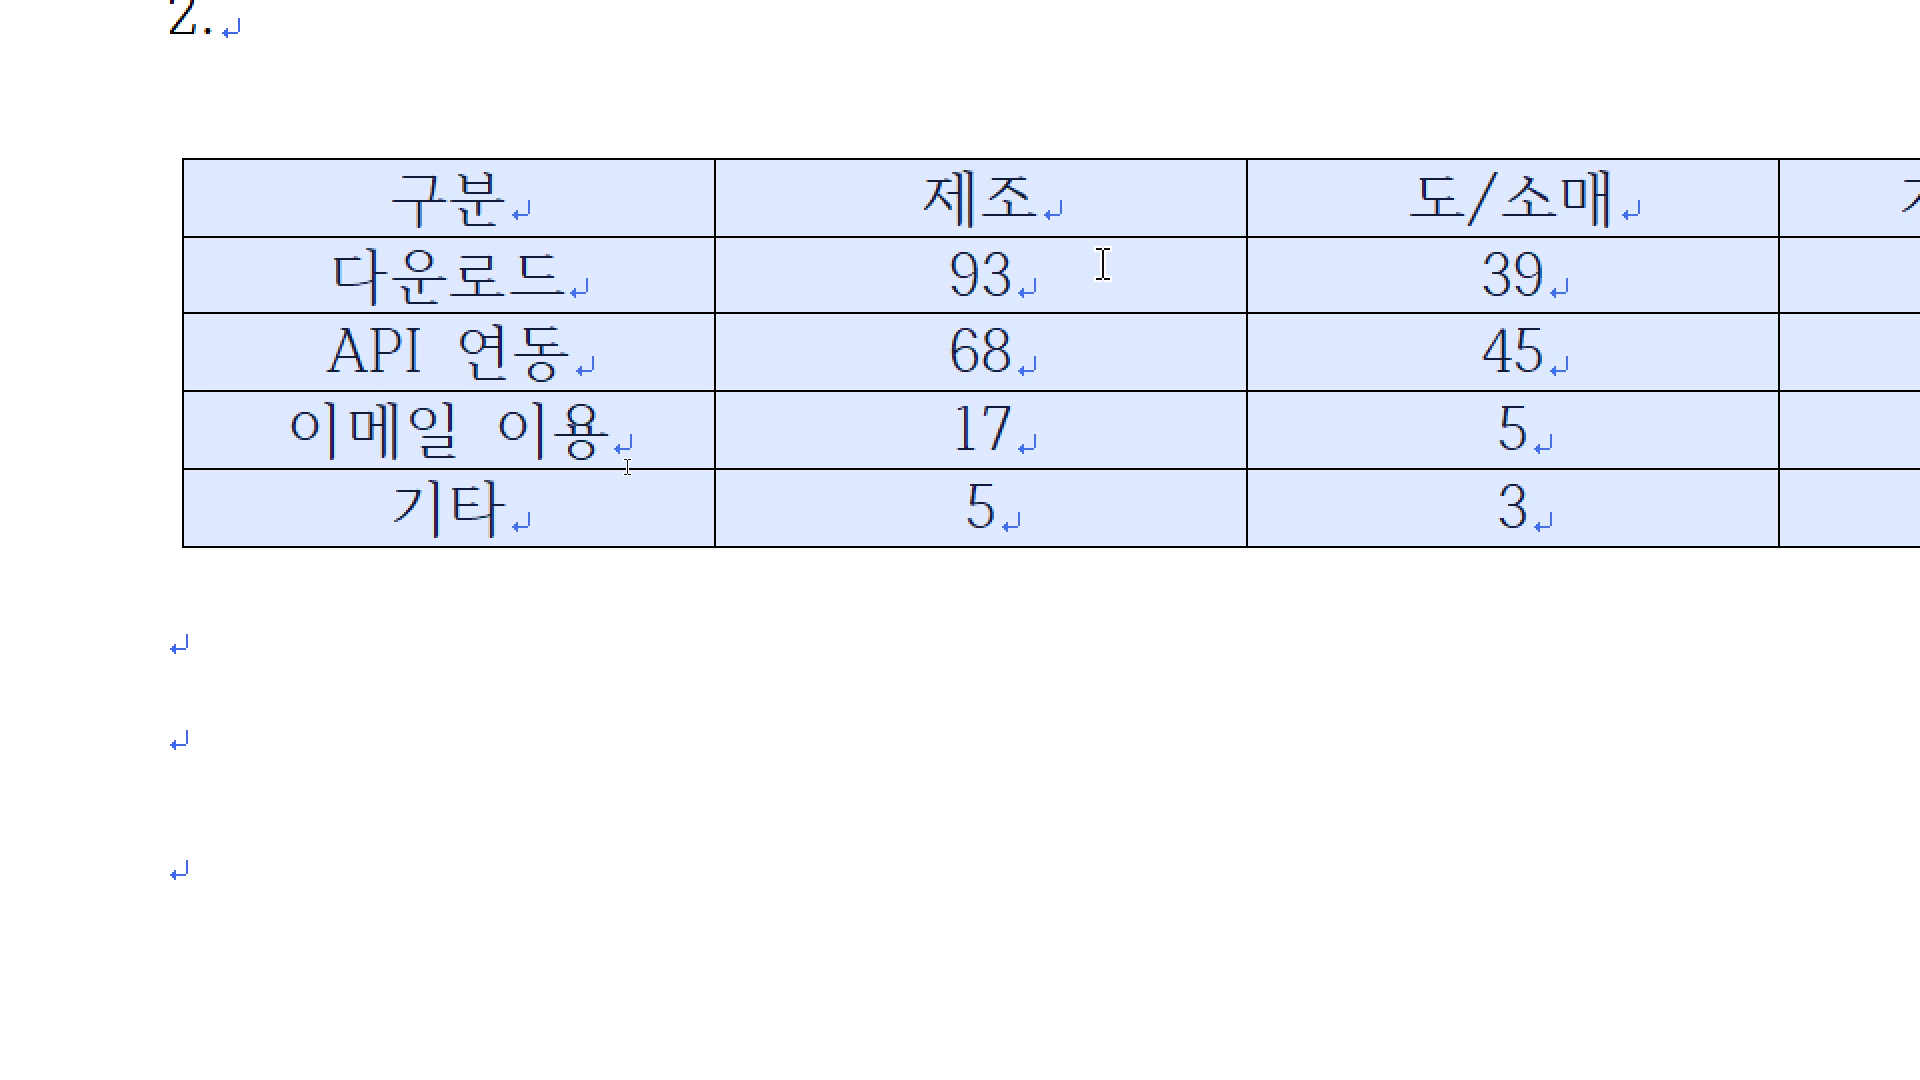 2.
구분 제조 도/소매
다운로드 93 39
API 연동 68 45
이메일 이용 17 5
기타 5 3